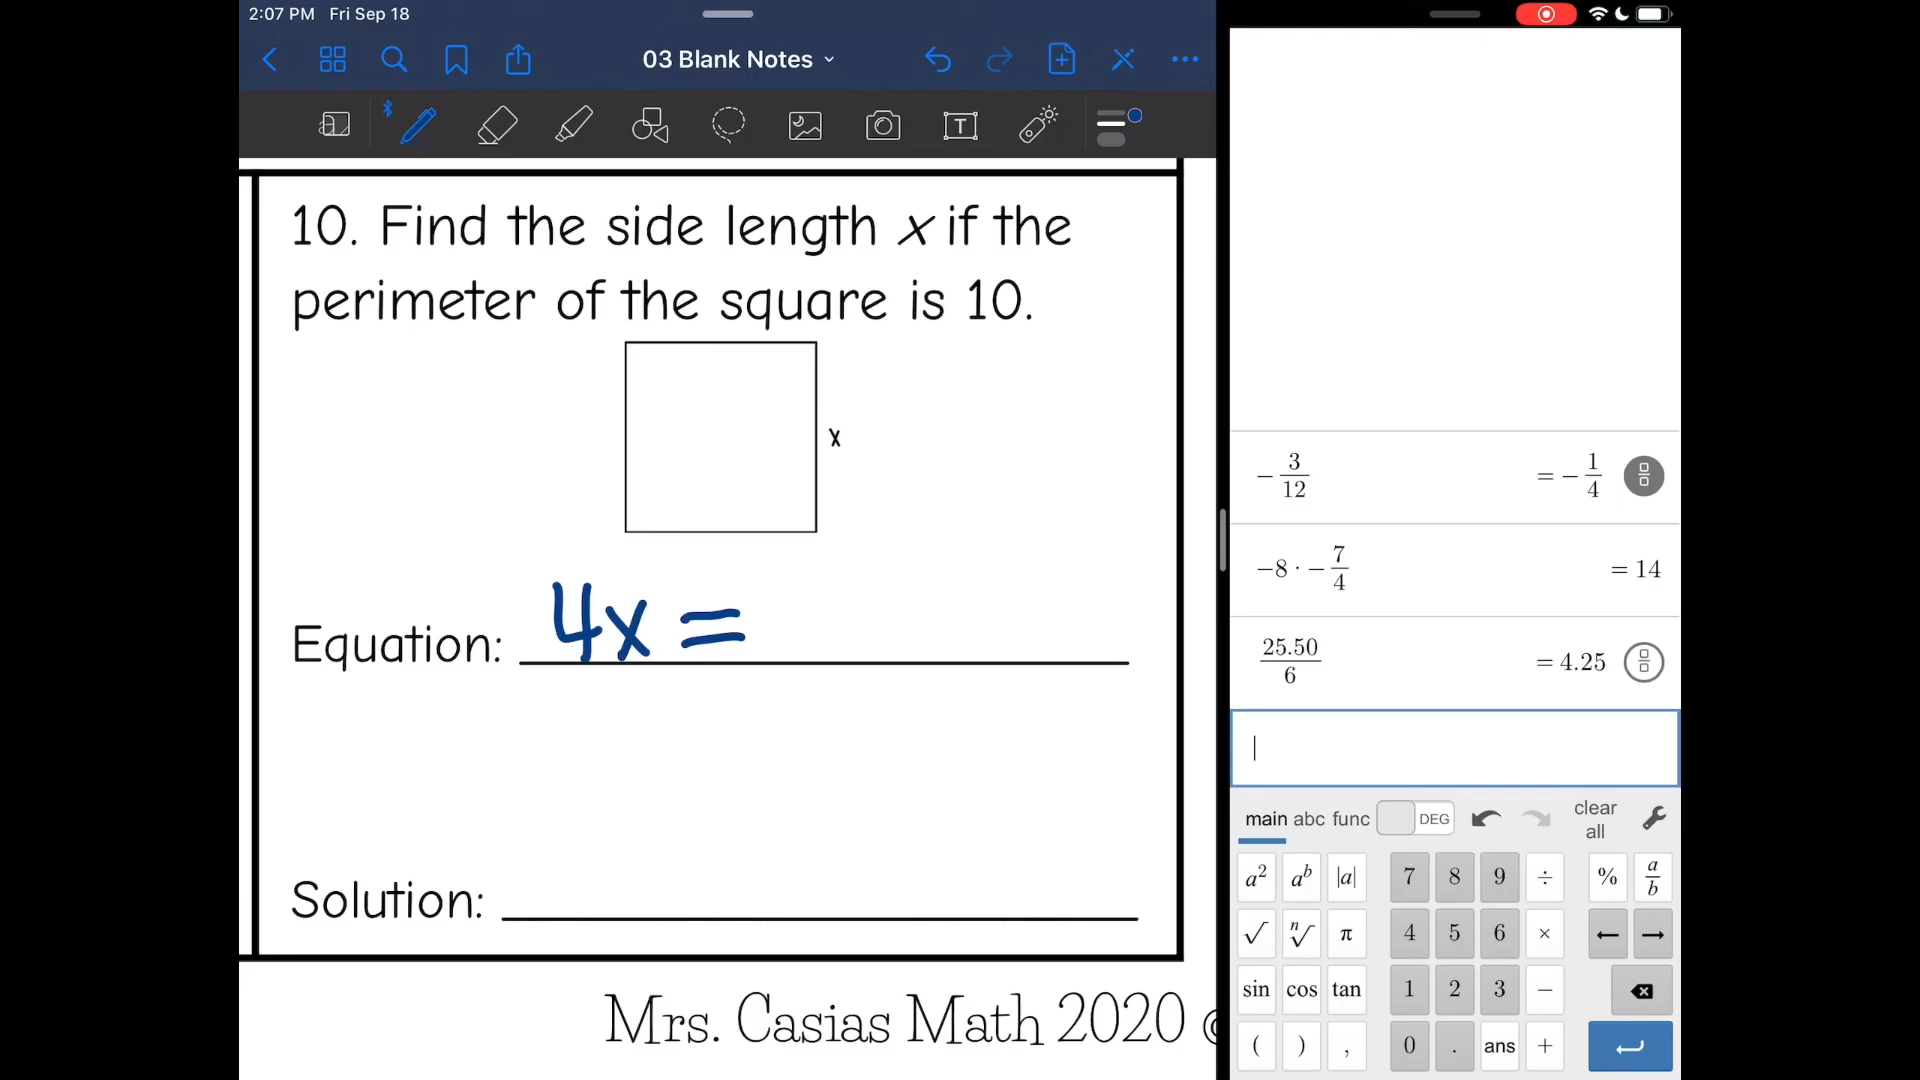 2:07 PM Fri Sep 18
03 Blank Notes
T
10. Find the side length x if the
perimeter of the square is 10.
x
Equation: 4x =
Solution:
Mrs. Casias Math 2020 ©
-3/12 = -1/4
-8 · -7/4 = 14
25.50/6 = 4.25
main abc func DEG clear all
a² aᵇ |a| 7 8 9 ÷ % a/b
√ ⁿ√ π 4 5 6 × ← →
sin cos tan 1 2 3 −
( ) , 0 . ans +